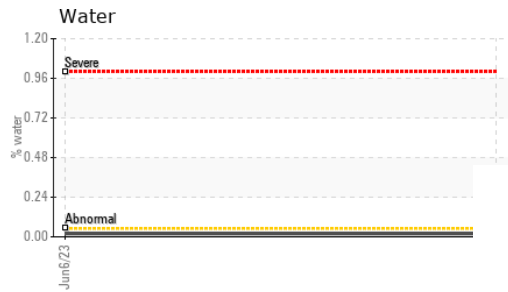 Water
1.20
Severe
0.96
0.72
% water
0.48
0.24
Abnormal
0.00
Jun6/23